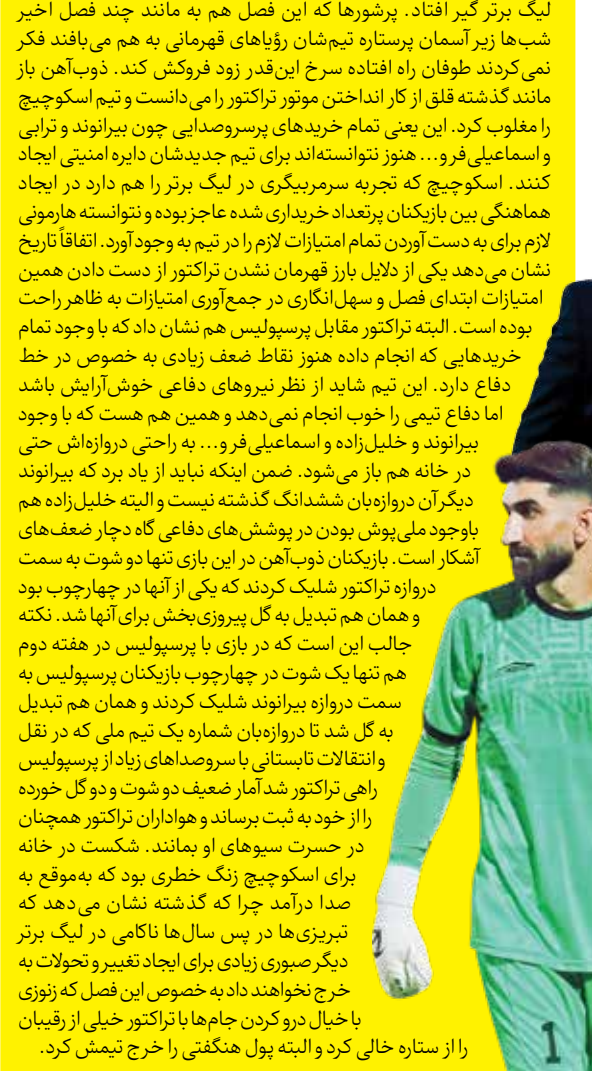 لیگ برتر گیر افتاد. پرشورها که این فصل هم به مانند چند فصل اخیر
شب‌ها زیر آسمان پرستاره تیم‌شان رؤیاهای قهرمانی به هم می‌بافند فکر
نمی‌کردند طوفان راه افتاده سرخ این‌قدر زود فروکش کند. ذوب‌آهن باز
مانند گذشته قلق از کار انداختن موتور تراکتور را می‌دانست و تیم اسکوچیچ
را مغلوب کرد. این یعنی تمام خریدهای پرسروصدایی چون بیرانوند و ترابی
و اسماعیلی‌فر و... هنوز نتوانسته‌اند برای تیم جدیدشان دایره امنیتی ایجاد
کنند. اسکوچیچ که تجربه سرمربیگری در لیگ برتر را هم دارد در ایجاد
هماهنگی بین بازیکنان پرتعداد خریداری شده عاجز بوده و نتوانسته هارمونی
لازم برای به دست آوردن تمام امتیازات لازم را در تیم به وجود آورد. اتفاقاً تاریخ
نشان می‌دهد یکی از دلایل بارز قهرمان نشدن تراکتور از دست دادن همین
امتیازات ابتدای فصل و سهل‌انگاری در جمع‌آوری امتیازات به ظاهر راحت
بوده است. البته تراکتور مقابل پرسپولیس هم نشان داد که با وجود تمام
خریدهایی که انجام داده هنوز نقاط ضعف زیادی به خصوص در خط
دفاع دارد. این تیم شاید از نظر نیروهای دفاعی خوش‌آرایش باشد
اما دفاع تیمی را خوب انجام نمی‌دهد و همین هم هست که با وجود
بیرانوند و خلیل‌زاده و اسماعیلی‌فر و... به راحتی دروازه‌اش حتی
در خانه هم باز می‌شود. ضمن اینکه نباید از یاد برد که بیرانوند
دیگر آن دروازه‌بان ششدانگ گذشته نیست و الیته خلیل‌زاده هم
باوجود ملی‌پوش بودن در پوشش‌های دفاعی گاه دچار ضعف‌های
آشکار است. بازیکنان ذوب‌آهن در این بازی تنها دو شوت به سمت
دروازه تراکتور شلیک کردند که یکی از آنها در چهارچوب بود
و همان هم تبدیل به گل پیروزی‌بخش برای آنها شد. نکته
جالب این است که در بازی با پرسپولیس در هفته دوم
هم تنها یک شوت در چهارچوب بازیکنان پرسپولیس به
سمت دروازه بیرانوند شلیک کردند و همان هم تبدیل
به گل شد تا دروازه‌بان شماره یک تیم ملی که در نقل
و انتقالات تابستانی با سروصداهای زیاد از پرسپولیس
راهی تراکتور شد آمار ضعیف دو شوت و دو گل خورده
را از خود به ثبت برساند و هواداران تراکتور همچنان
در حسرت سیوهای او بمانند. شکست در خانه
برای اسکوچیچ زنگ خطری بود که به‌موقع به
صدا درآمد چرا که گذشته نشان می‌دهد که
تبریزی‌ها در پس سال‌ها ناکامی در لیگ برتر
دیگر صبوری زیادی برای ایجاد تغییر و تحولات به
خرج نخواهند داد به خصوص این فصل که زنوزی
با خیال درو کردن جام‌ها با تراکتور خیلی از رقیبان
را از ستاره خالی کرد و البته پول هنگفتی را خرج تیمش کرد.
1